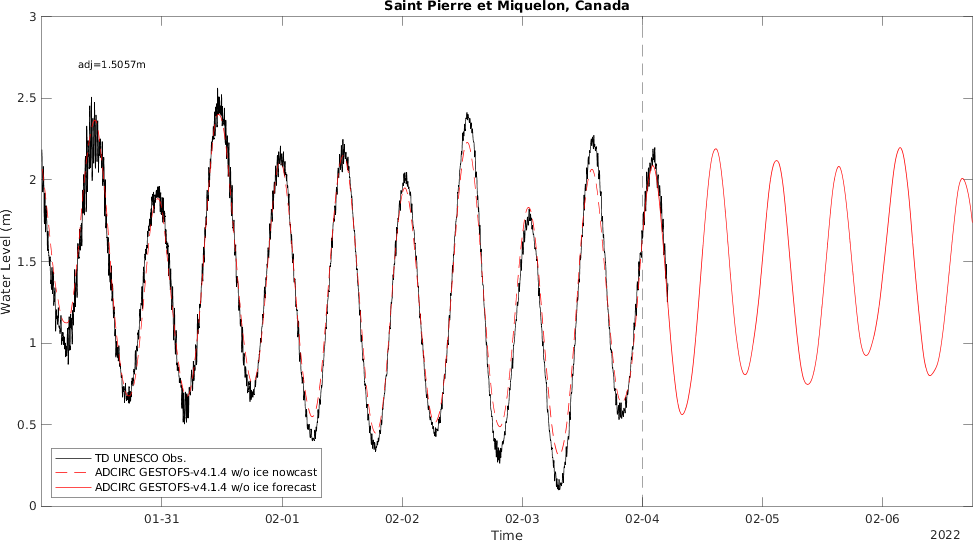 Saint Pierre et Miquelon, Canada
3
adj=1.5057m
2.5
2
1.5
1
0.5
0
Water Level (m)
TD UNESCO Obs.
ADCIRC GESTOFS-v4.1.4 w/o ice nowcast
ADCIRC GESTOFS-v4.1.4 w/o ice forecast
01-31 02-01 02-02 02-03 02-04 02-05 02-06
Time
2022